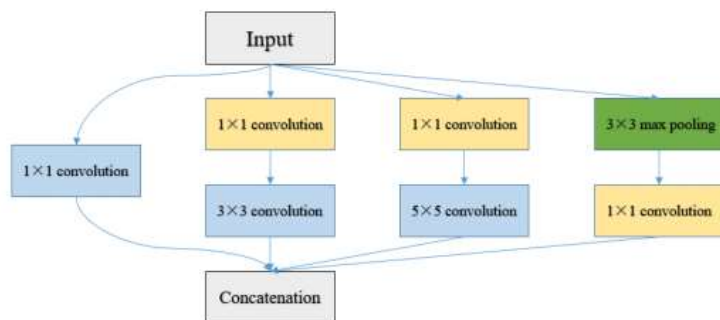 Input
1×1 convolution
1×1 convolution
3×3 max pooling
1×1 convolution
3×3 convolution
5×5 convolution
1×1 convolution
Concatenation